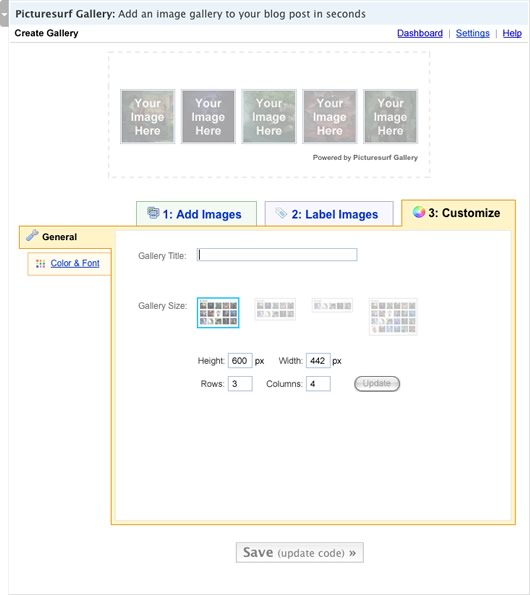 Picturesurf Gallery: Add an image gallery to your blog post in seconds
Create Gallery
Dashboard | Settings | Help
Your Image Here
Your Image Here
Your Image Here
Your Image Here
Your Image Here
Powered by Picturesurf Gallery
1: Add Images
2: Label Images
3: Customize
General
Color & Font
Gallery Title:
Gallery Size:
Height: 600 px Width: 442 px
Rows: 3 Columns: 4 Update
Save (update code) »